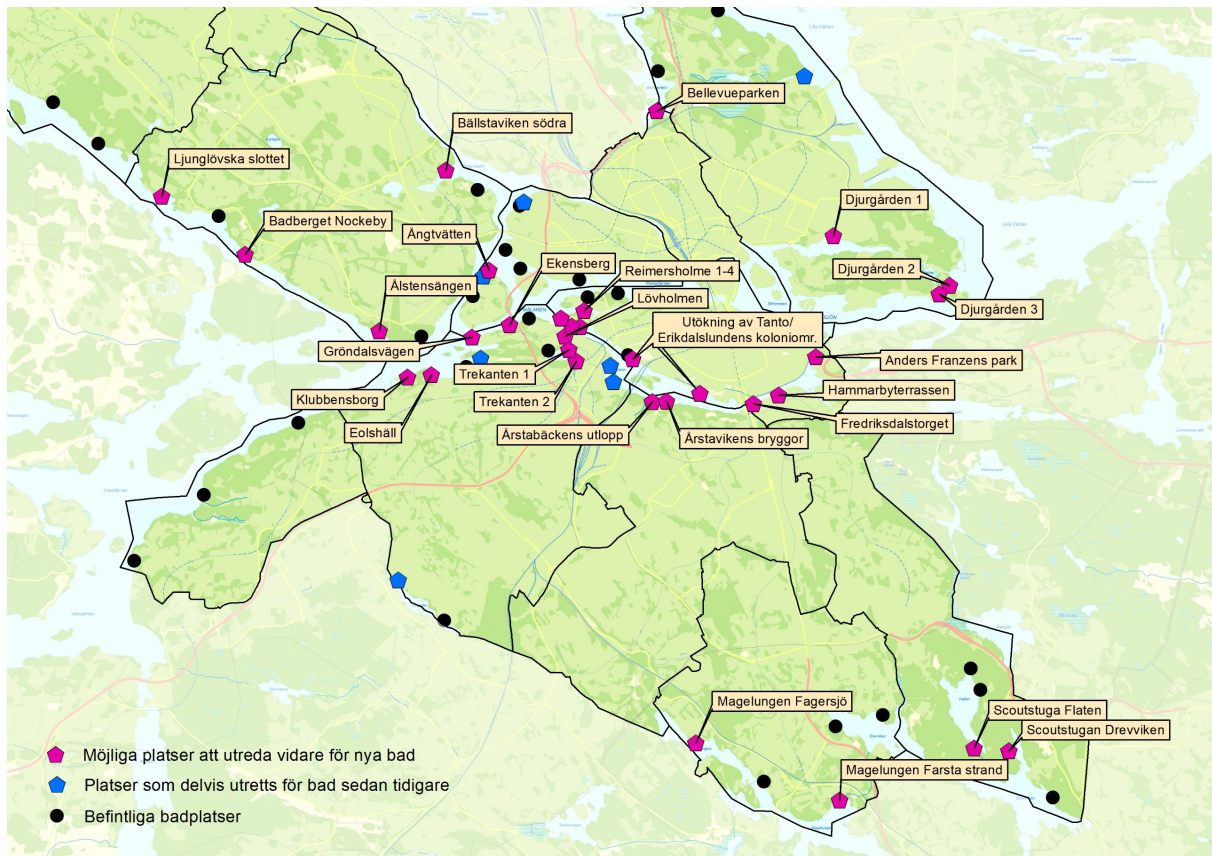 Bellevueparken
Bällstaviken södra
Ljunglövska slottet
Djurgården 1
Badberget Nockeby
Ångtvätten
Ekensberg
Reimersholme 1-4
Djurgården 2
Ålstensängen
Lövholmen
Djurgården 3
Utökning av Tanto/
Erikdalslundens koloniomr.
Gröndalsvägen
Anders Franzens park
Trekanten 1
Hammarbyterrassen
Klubbensborg
Trekanten 2
Fredriksdalstorget
Eolshäll
Årstabäckens utlopp
Årstavikens bryggor
Magelungen Fagersjö
Scoutstuga Flaten
Scoutstugan Drevviken
Magelungen Farsta strand
Möjliga platser att utreda vidare för nya bad
Platser som delvis utretts för bad sedan tidigare
Befintliga badplatser